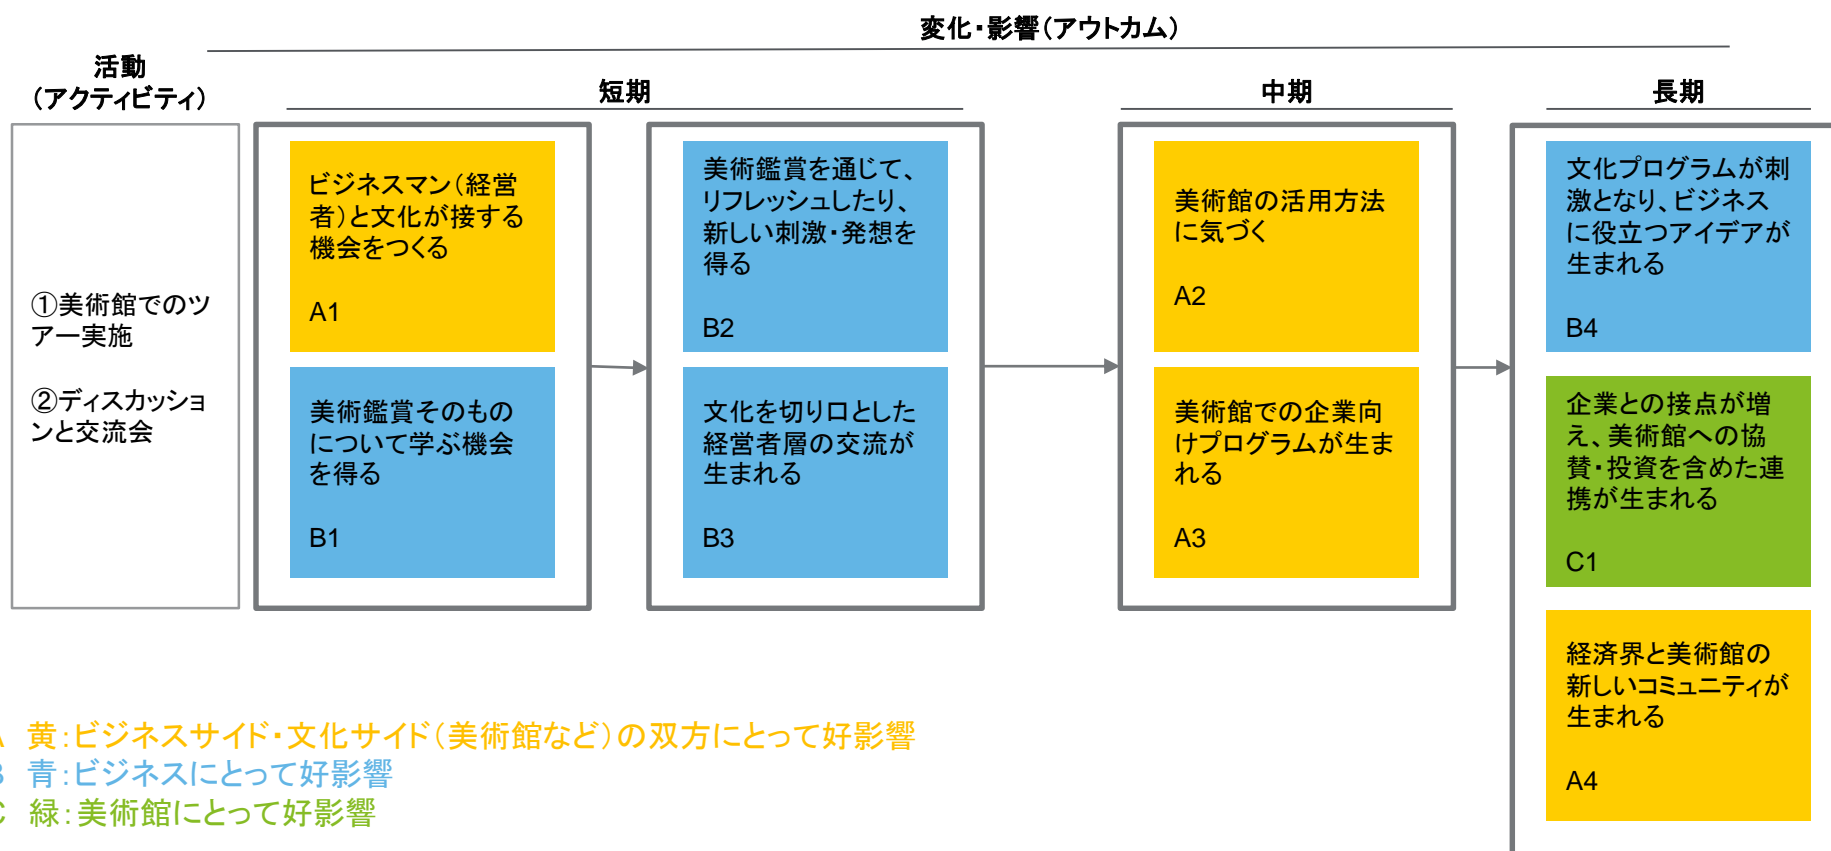 変化・影響（アウトカム）
活動
（アクティビティ）
短期
中期
長期
①美術館でのツ
アー実施
②ディスカッショ
ンと交流会
ビジネスマン（経営
者）と文化が接する
機会をつくる
A1
美術鑑賞そのもの
について学ぶ機会
を得る
B1
美術鑑賞を通じて、
リフレッシュしたり、
新しい刺激・発想を
得る
B2
文化を切り口とした
経営者層の交流が
生まれる
B3
美術館の活用方法
に気づく
A2
美術館での企業向
けプログラムが生ま
れる
A3
文化プログラムが刺
激となり、ビジネス
に役立つアイデアが
生まれる
B4
企業との接点が増
え、美術館への協
賛・投資を含めた連
携が生まれる
C1
経済界と美術館の
新しいコミュニティが
生まれる
A4
A 黄：ビジネスサイド・文化サイド（美術館など）の双方にとって好影響
B 青：ビジネスにとって好影響
C 緑：美術館にとって好影響